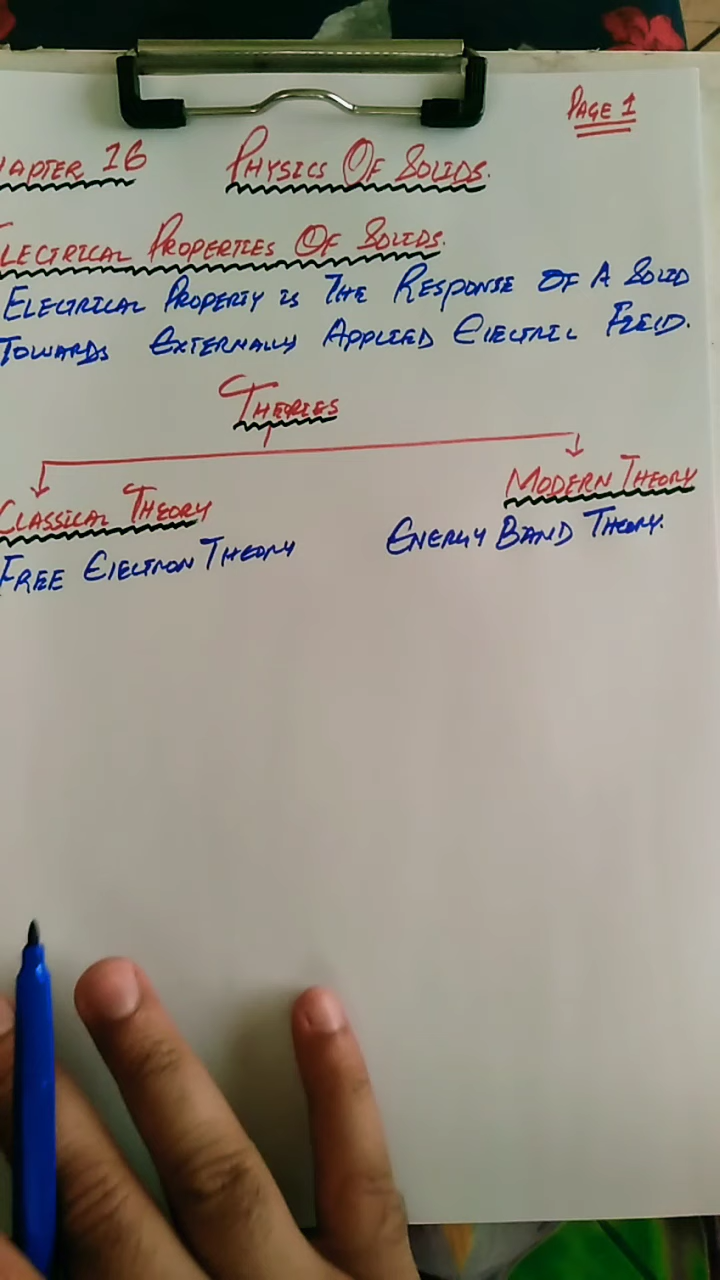 PAGE 1
HAPTER 16 PHYSICS OF SOLIDS.
LECTRICAL PROPERTIES OF SOLIDS.
ELECTRICAL PROPERTY IS THE RESPONSE OF A SOLID
TOWARDS EXTERNALLY APPLIED ELECTRIC FIELD.
THEORIES
CLASSICAL THEORY MODERN THEORY
FREE ELECTRON THEORY ENERGY BAND THEORY.